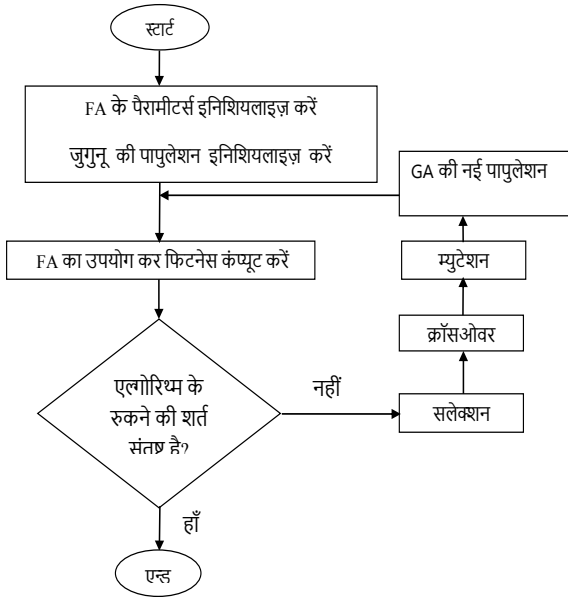 स्टार्ट
FA के पैरामीटर्स इनिशियलाइज़ करें
जुगुनू की पापुलेशन इनिशियलाइज़ करें
GA की नई पापुलेशन
FA का उपयोग कर फिटनेस कंप्यूट करें
म्युटेशन
क्रॉसओवर
एल्गोरिथ्म के
रुकने की शर्त
संतुष्ट है?
नहीं
सलेक्शन
हाँ
एन्ड